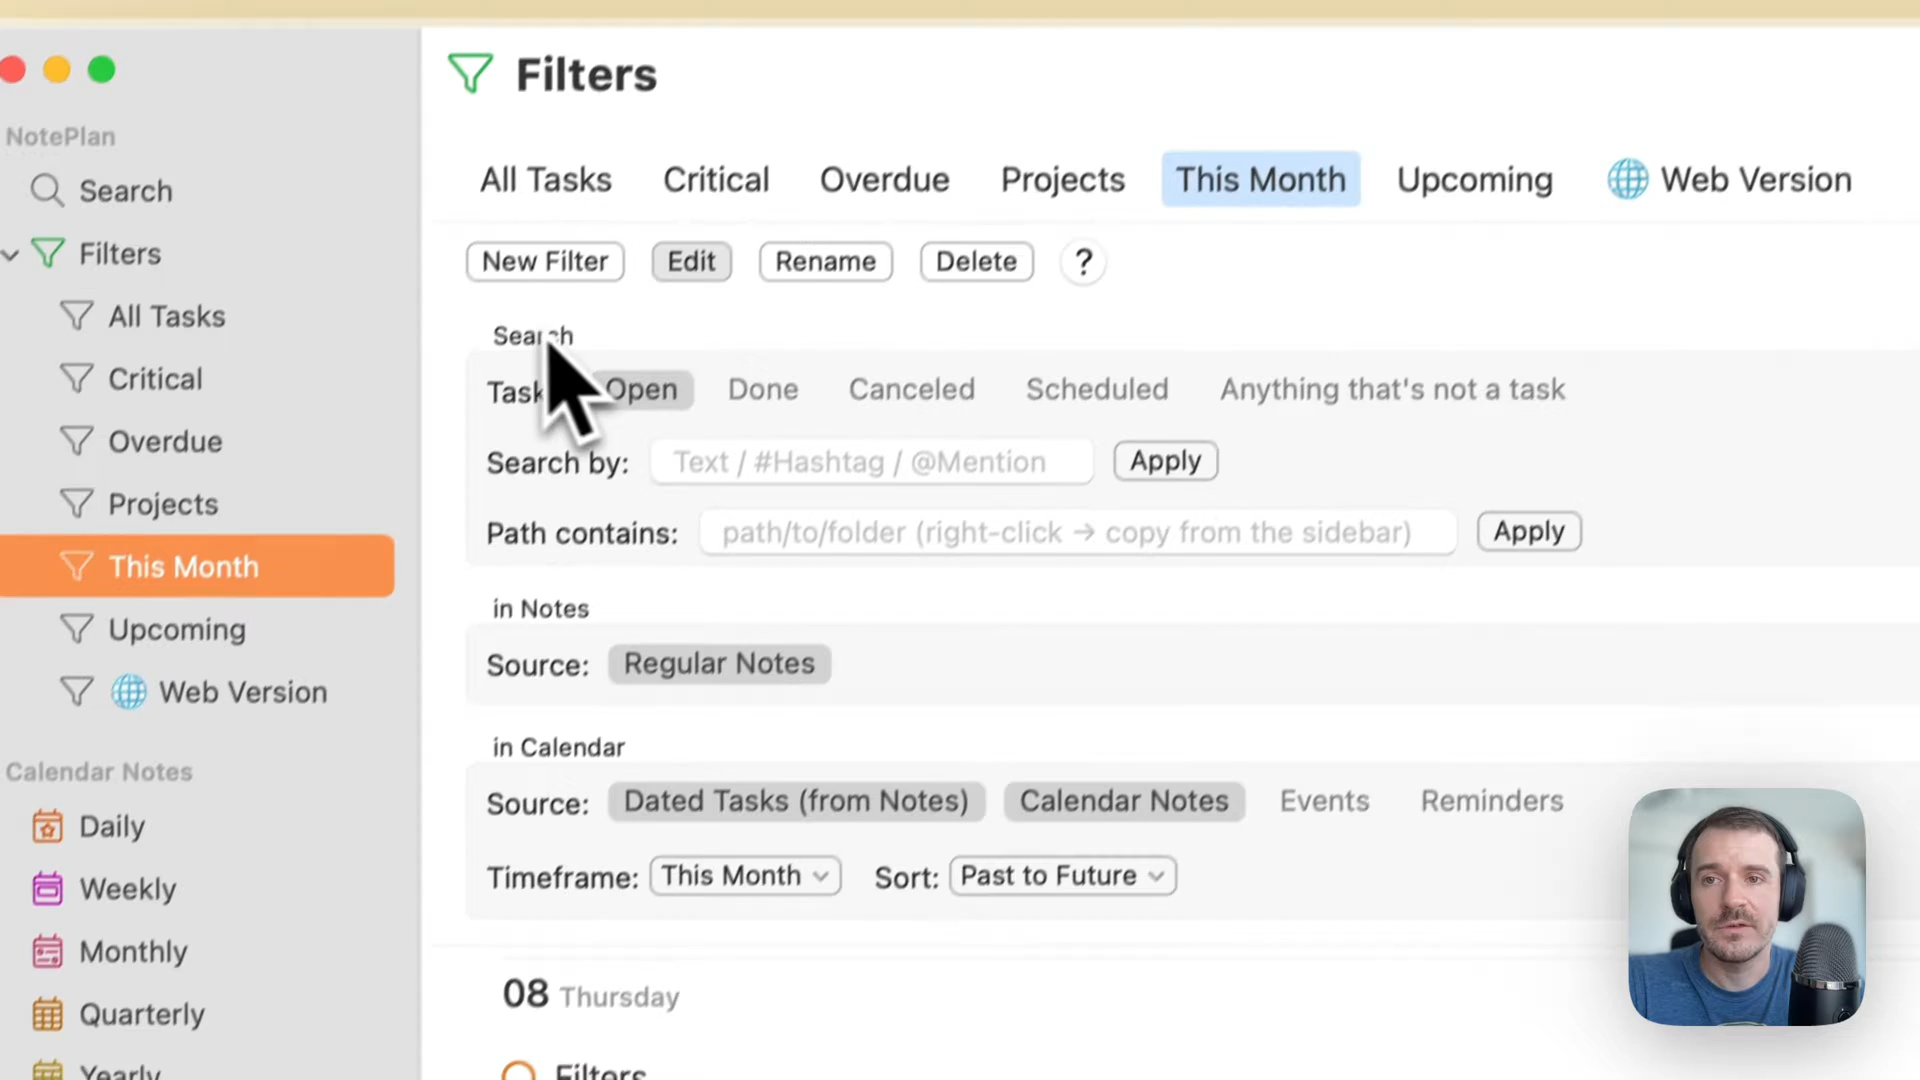 Filters
NotePlan
Search
Filters
All Tasks
Critical
Overdue
Projects
This Month
Upcoming
Web Version
Calendar Notes
Daily
Weekly
Monthly
Quarterly
Yearly
All Tasks Critical Overdue Projects This Month Upcoming Web Version
New Filter Edit Rename Delete ?
Search
Task Open Done Canceled Scheduled Anything that's not a task
Search by: Text / #Hashtag / @Mention Apply
Path contains: path/to/folder (right-click → copy from the sidebar) Apply
in Notes
Source: Regular Notes
in Calendar
Source: Dated Tasks (from Notes) Calendar Notes Events Reminders
Timeframe: This Month Sort: Past to Future
08 Thursday
Filters